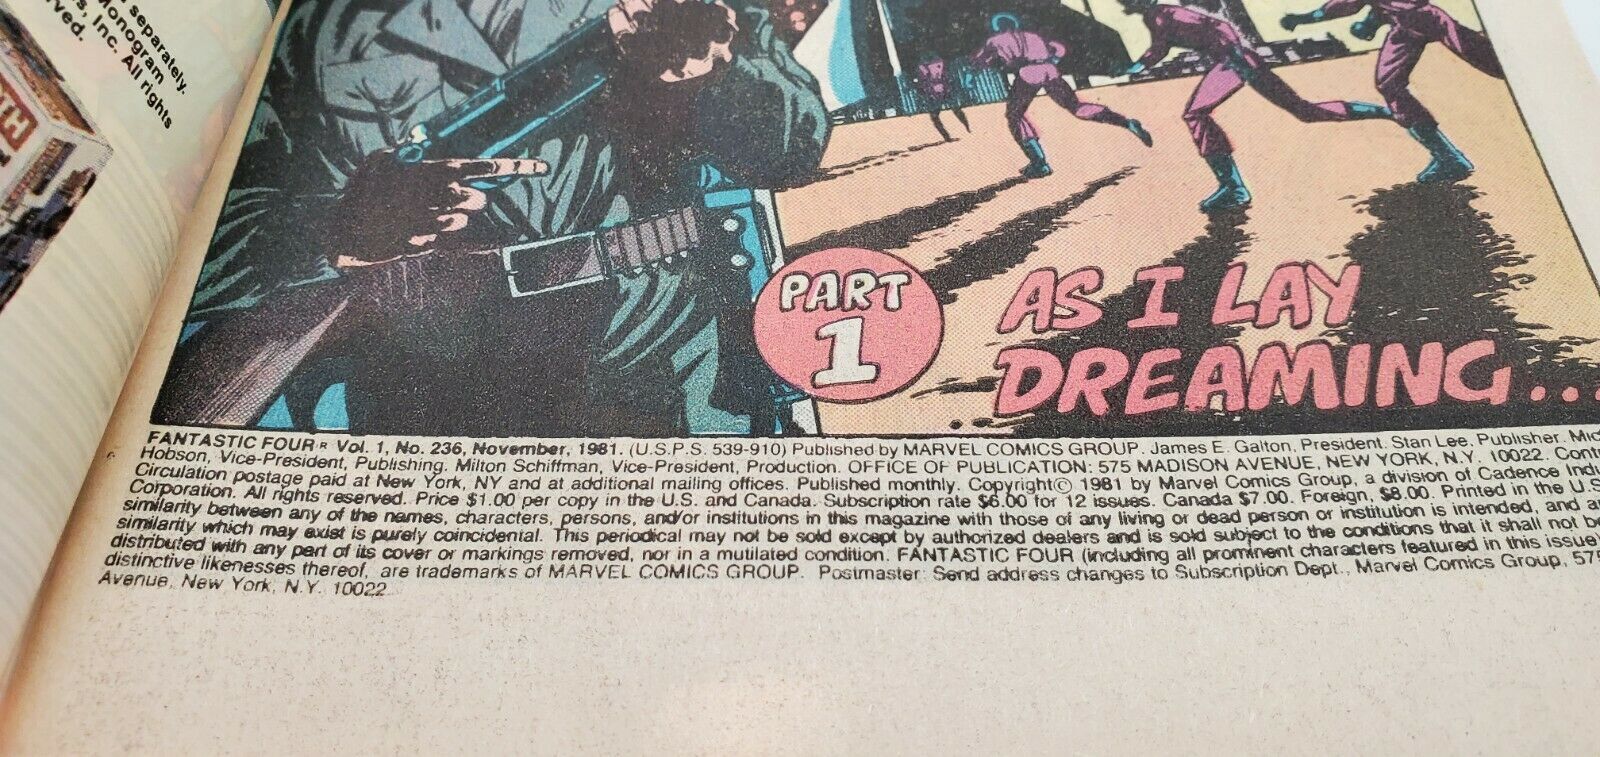 separately.
Monogram
s, Inc. All rights
rved.
TH
PART
1
AS I LAY
DREAMING...
FANTASTIC FOUR® Vol. 1, No. 236, November, 1981. (U.S.P.S. 539-910) Published by MARVEL COMICS GROUP. James E. Galton, President. Stan Lee, Publisher. Mic
Hobson, Vice-President, Publishing. Milton Schiffman, Vice-President, Production. OFFICE OF PUBLICATION: 575 MADISON AVENUE, NEW YORK, N.Y. 10022. Contr
Circulation postage paid at New York, NY and at additional mailing offices. Published monthly. Copyright© 1981 by Marvel Comics Group, a division of Cadence Indu
Corporation. All rights reserved. Price $1.00 per copy in the U.S. and Canada. Subscription rate $6.00 for 12 issues. Canada $7.00. Foreign, $8.00. Printed in the U.S
similarity between any of the names, characters, persons, and/or institutions in this magazine with those of any living or dead person or institution is intended, and an
similarity which may exist is purely coincidental. This periodical may not be sold except by authorized dealers and is sold subject to the conditions that it shall not be
distributed with any part of its cover or markings removed, nor in a mutilated condition. FANTASTIC FOUR (including all prominent characters featured in this issue)
distinctive likenesses thereof, are trademarks of MARVEL COMICS GROUP. Postmaster: Send address changes to Subscription Dept., Marvel Comics Group, 575
Avenue, New York, N.Y. 10022